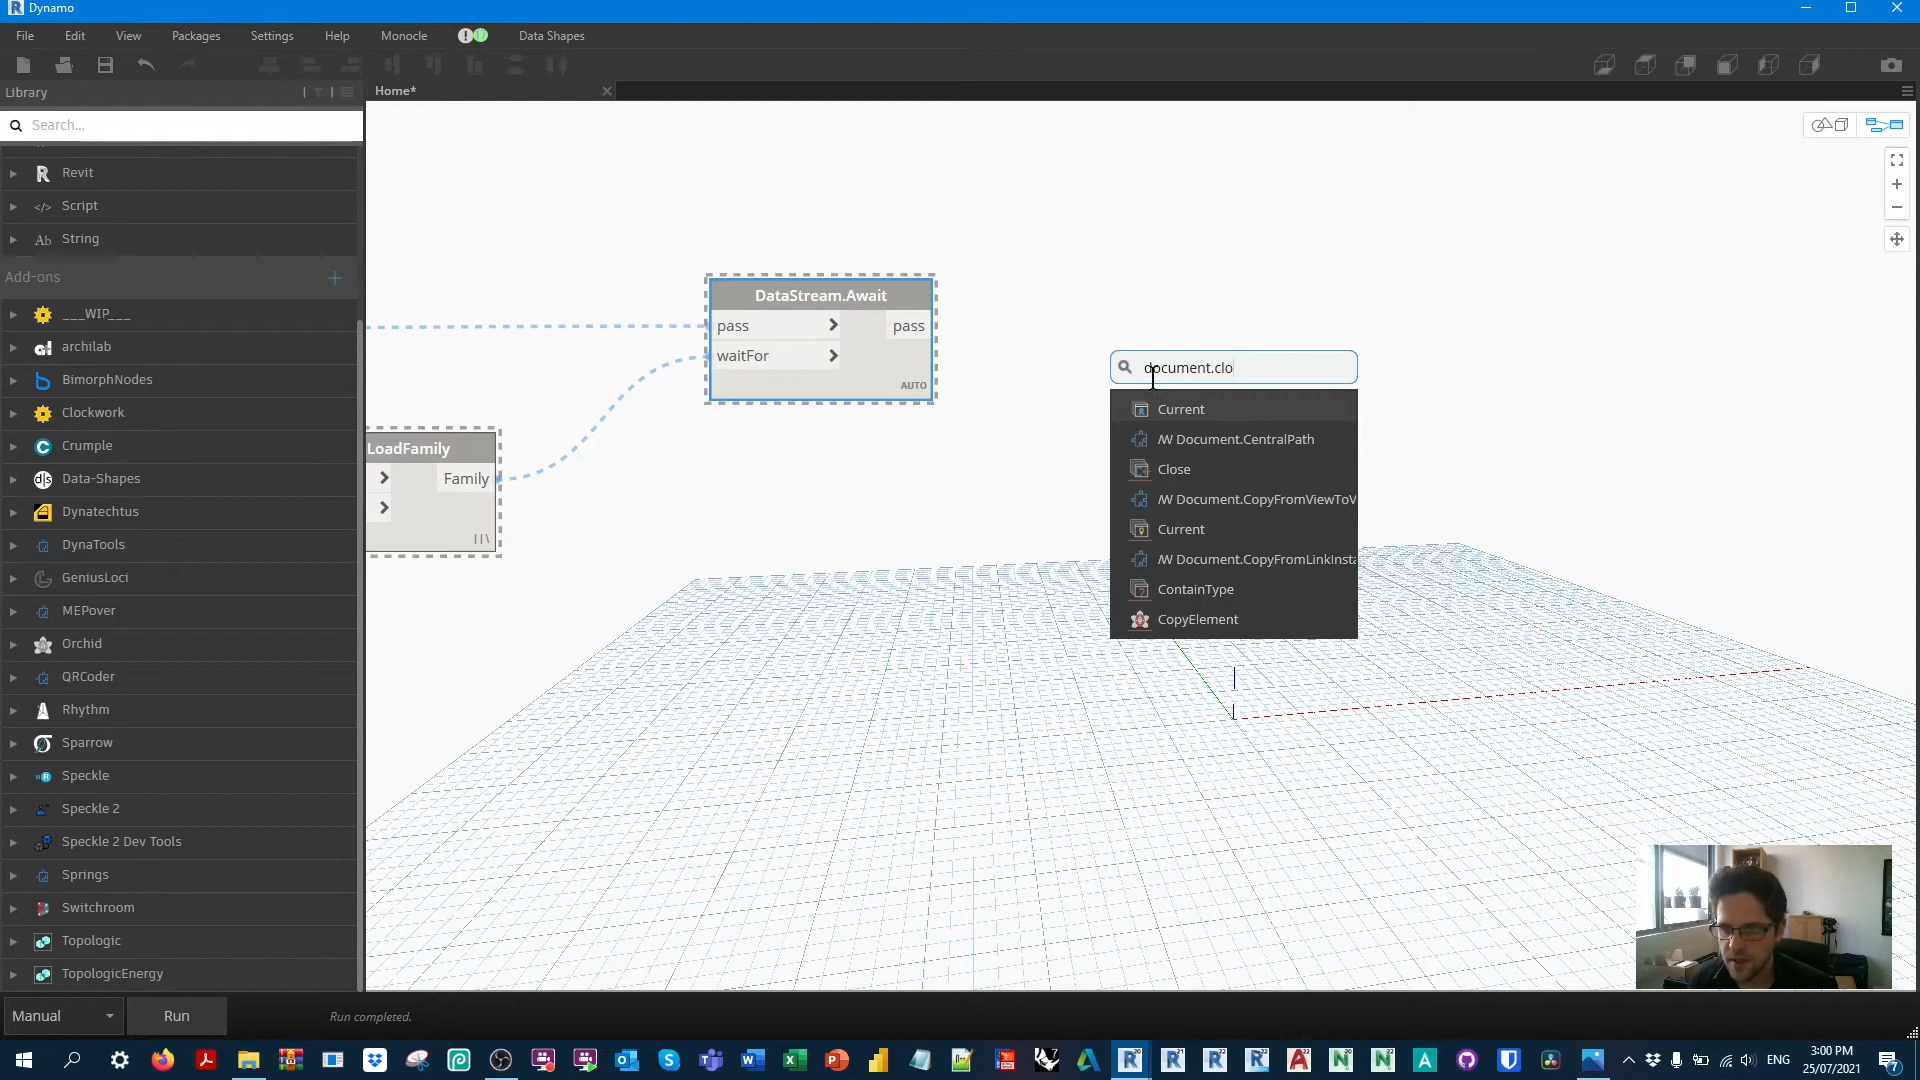 Dynamo
File Edit View Packages Settings Help Monocle Data Shapes
Library
Home*
Search...
Revit
Script
String
Add-ons
___WIP___
archilab
BimorphNodes
Clockwork
Crumple
Data-Shapes
Dynatechtus
DynaTools
GeniusLoci
MEPover
Orchid
QRCoder
Rhythm
Sparrow
Speckle
Speckle 2
Speckle 2 Dev Tools
Springs
Switchroom
Topologic
TopologicEnergy
DataStream.Await
pass > pass
waitFor >
AUTO
LoadFamily
> Family
>
document.clo
Current
Document.CentralPath
Close
Document.CopyFromViewToV
Current
Document.CopyFromLinkInsta
ContainType
CopyElement
Manual Run Run completed.
ENG
3:00 PM
25/07/2021